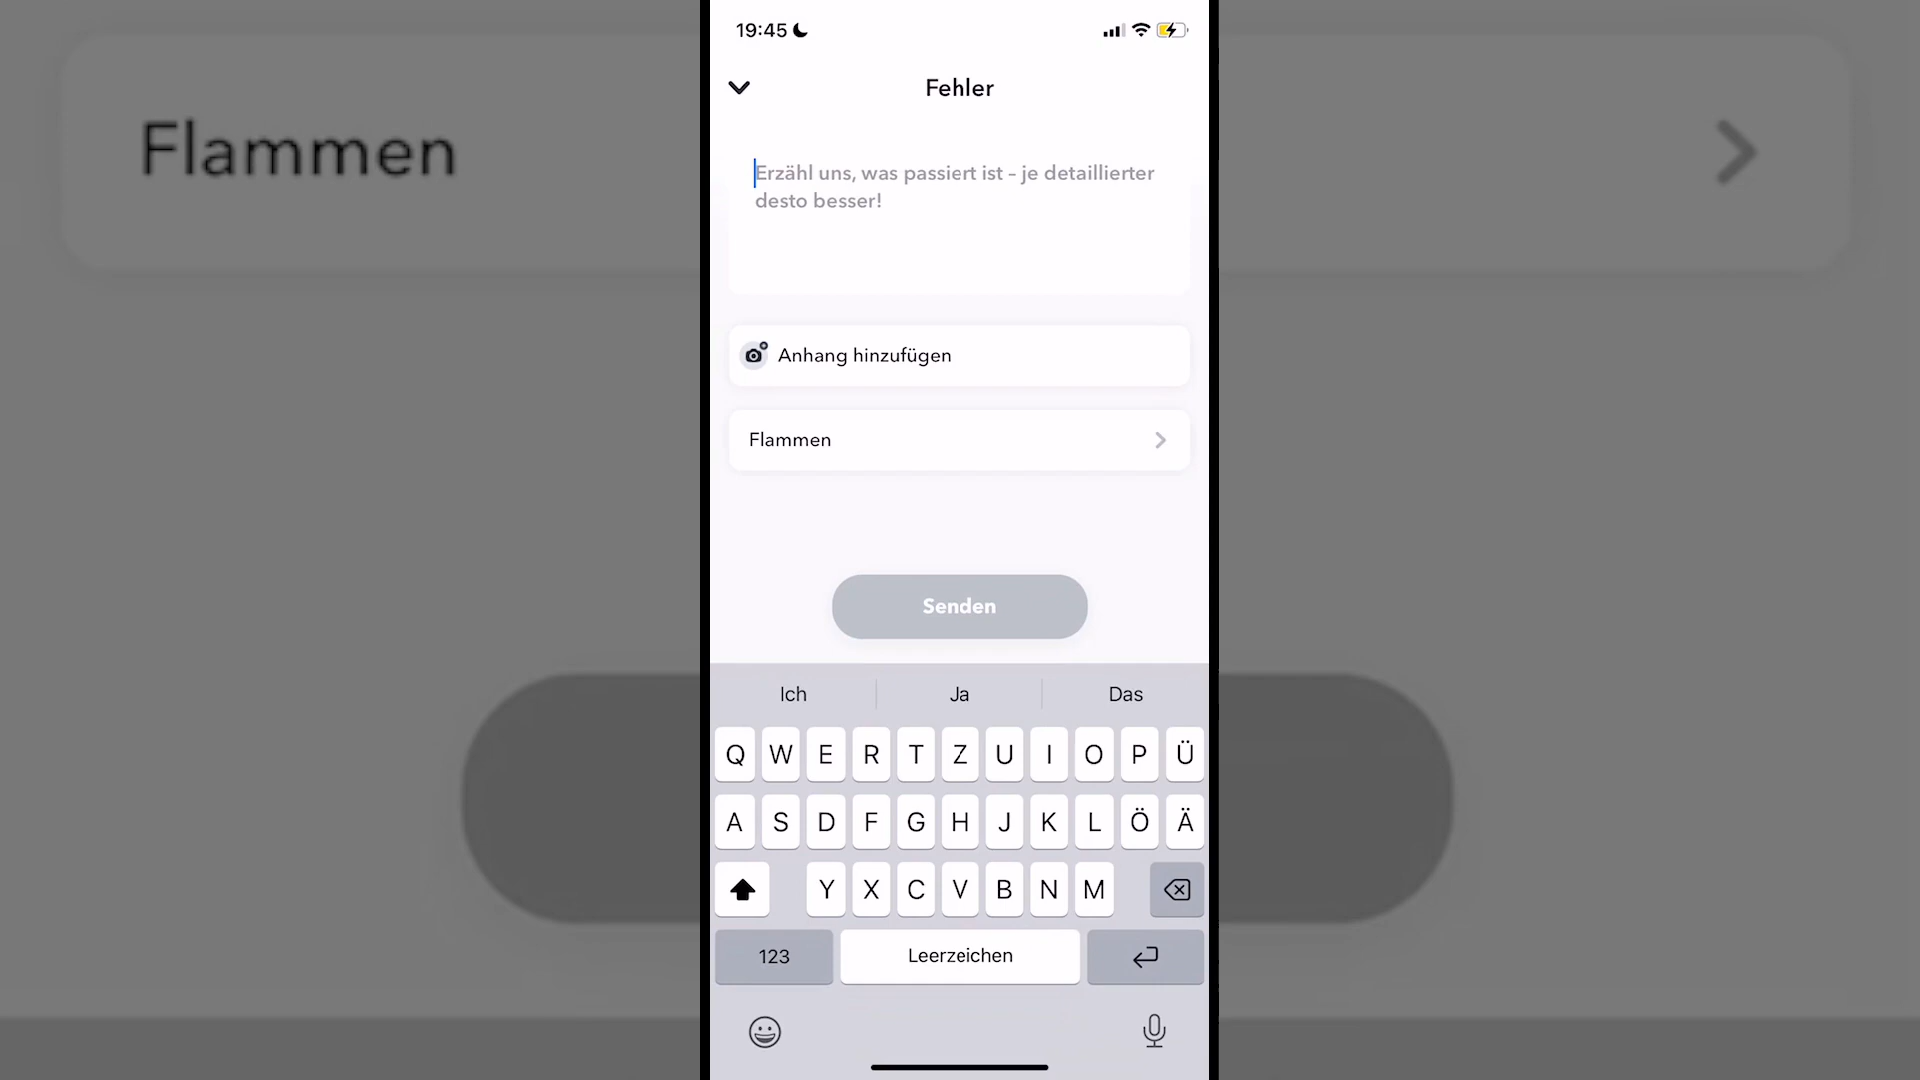 19:45
Fehler
Flammen
Erzähl uns, was passiert ist – je detaillierter
desto besser!
Anhang hinzufügen
Flammen
Senden
Ich Ja Das
Q W E R T Z U I O P Ü
A S D F G H J K L Ö Ä
Y X C V B N M
123 Leerzeichen